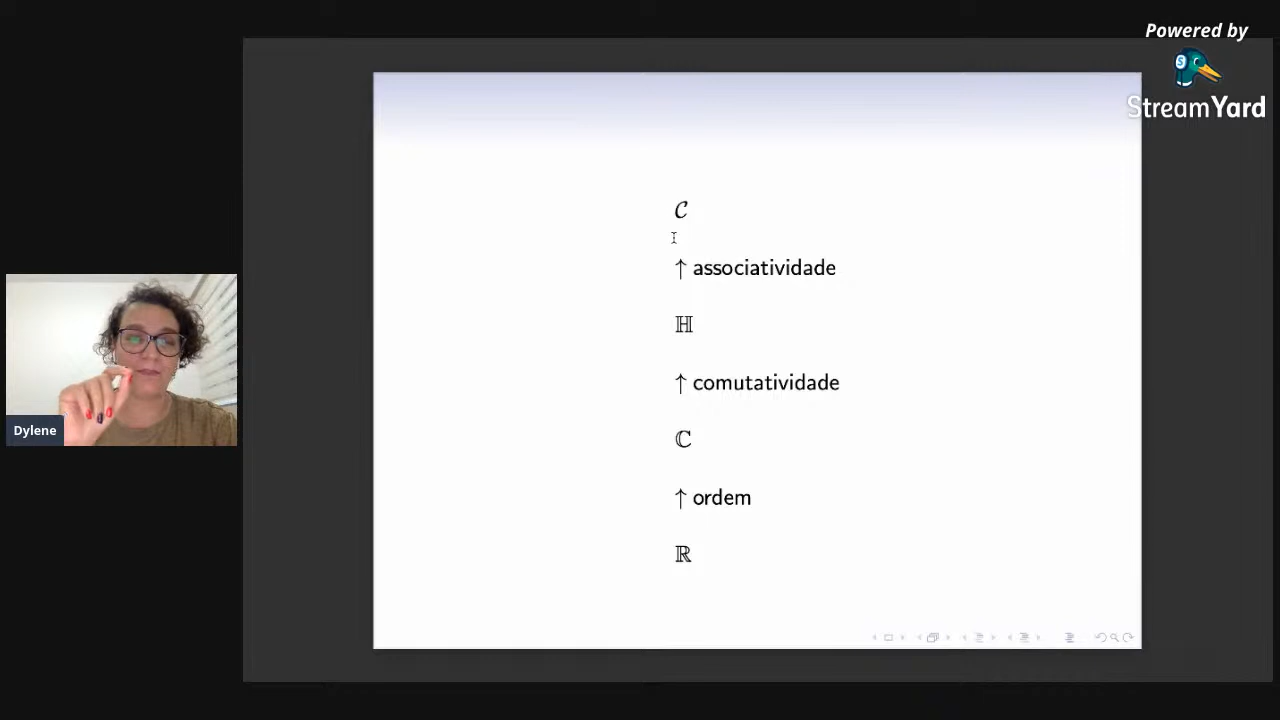 Powered by
StreamYard
𝒞
↑ associatividade
ℍ
↑ comutatividade
ℂ
↑ ordem
ℝ
Dylene